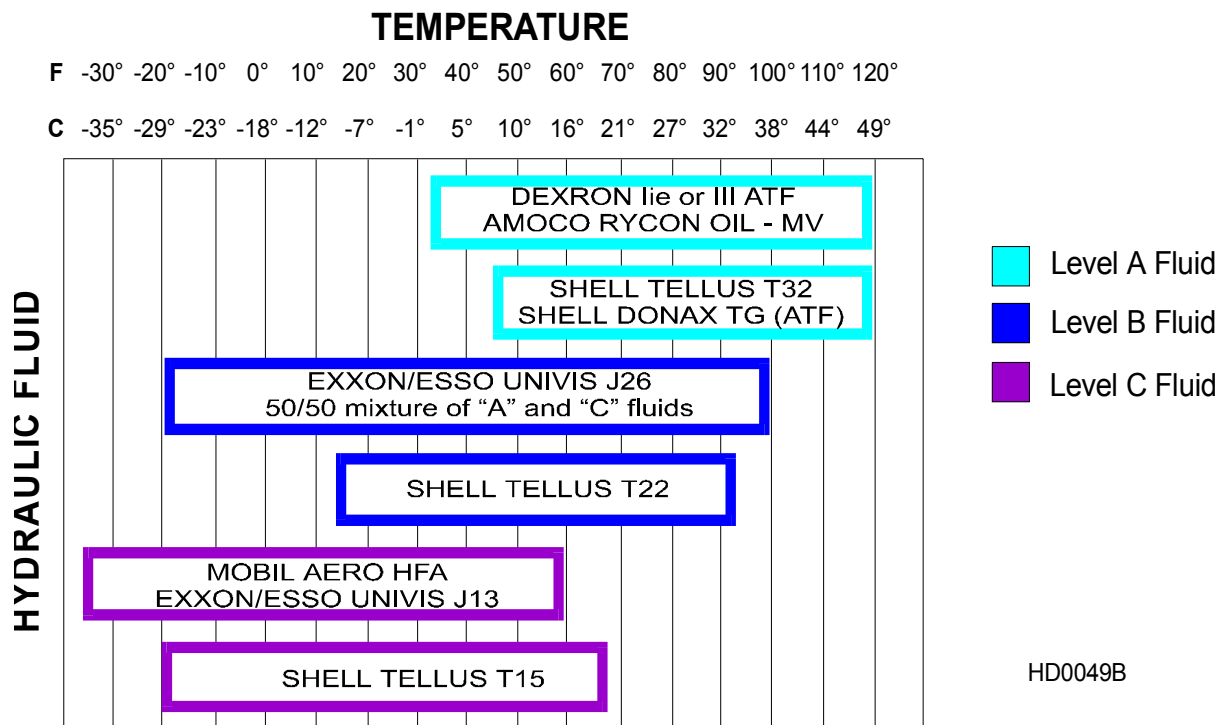 TEMPERATURE
F -30° -20° -10° 0° 10° 20° 30° 40° 50° 60° 70° 80° 90° 100° 110° 120°
C -35° -29° -23° -18° -12° -7° -1° 5° 10° 16° 21° 27° 32° 38° 44° 49°
HYDRAULIC FLUID
DEXRON Iie or III ATF
AMOCO RYCON OIL - MV
SHELL TELLUS T32
SHELL DONAX TG (ATF)
EXXON/ESSO UNIVIS J26
50/50 mixture of “A” and “C” fluids
SHELL TELLUS T22
MOBIL AERO HFA
EXXON/ESSO UNIVIS J13
SHELL TELLUS T15
Level A Fluid
Level B Fluid
Level C Fluid
HD0049B